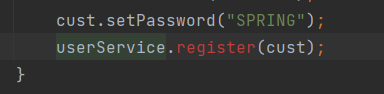 cust.setPassword("SPRING");
userService.register(cust);
}